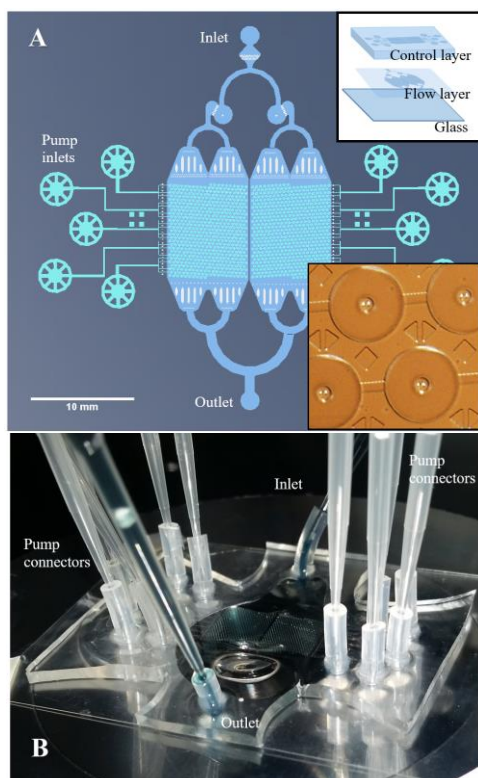 A
Inlet
Control layer
Flow layer
Glass
Pump
inlets
10 mm
Outlet
Inlet
Pump
connectors
Pump
connectors
Outlet
B